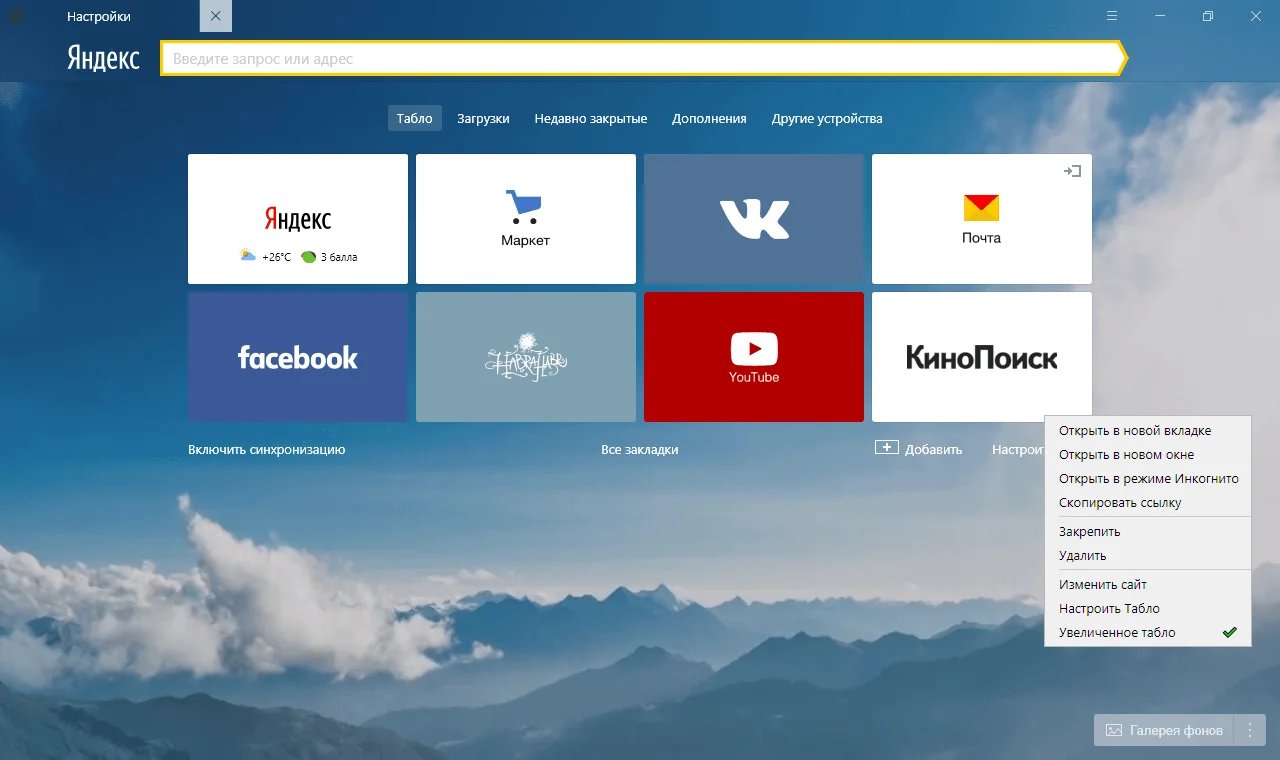 Настройки
Яндекс
Введите запрос или адрес
Табло
Загрузки
Недавно закрытые
Дополнения
Другие устройства
Яндекс
+26°C
3 балла
Маркет
Почта
facebook
YouTube
КиноПоиск
Включить синхронизацию
Все закладки
Добавить
Настрои
Открыть в новой вкладке
Открыть в новом окне
Открыть в режиме Инкогнито
Скопировать ссылку
Закрепить
Удалить
Изменить сайт
Настроить Табло
Увеличенное табло
Галерея фонов